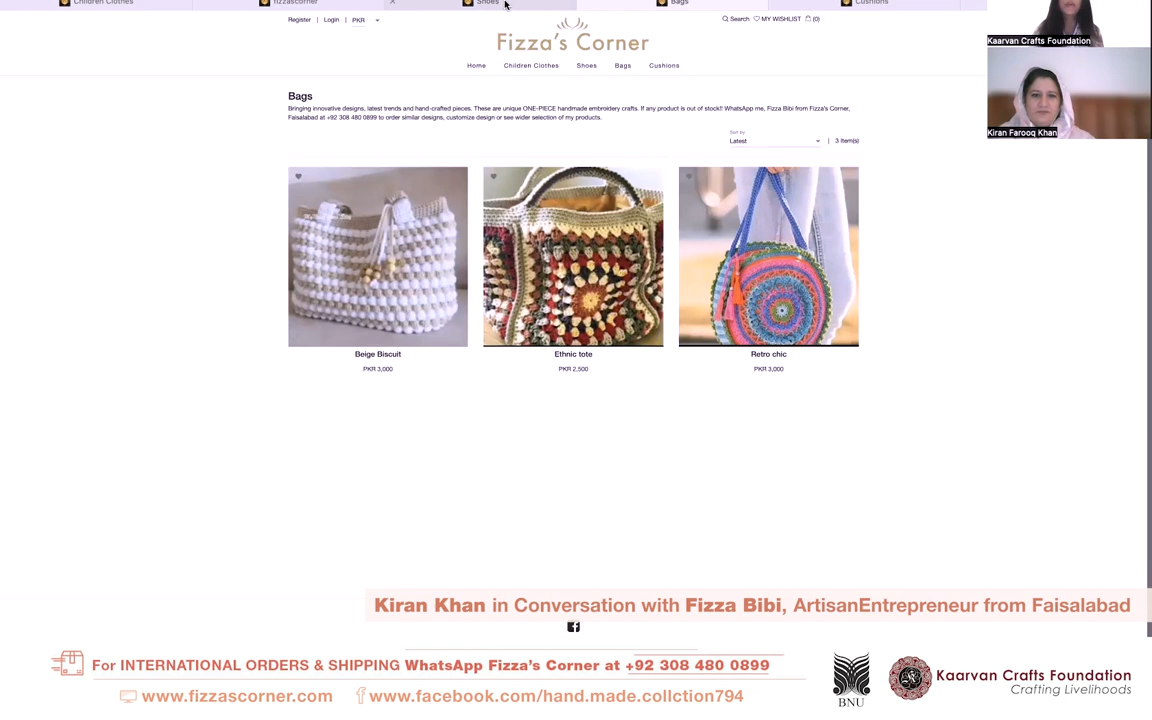 Children Clothes
fizzascorner
Shoes
Bags
Cushions
Register | Login | PKR
Search MY WISHLIST (0)
Fizza's Corner
Home Children Clothes Shoes Bags Cushions
Kaarvan Crafts Foundation
Kiran Farooq Khan
Bags
Bringing innovative designs, latest trends and hand-crafted pieces. These are unique ONE-PIECE handmade embroidery crafts. If any product is out of stock!! WhatsApp me, Fizza Bibi from Fizza's Corner,
Faisalabad at +92 308 480 0899 to order similar designs, customize design or see wider selection of my products.
Sort by
Latest | 3 Item(s)
Beige Biscuit
PKR 3,000
Ethnic tote
PKR 2,500
Retro chic
PKR 3,000
Kiran Khan in Conversation with Fizza Bibi, ArtisanEntrepreneur from Faisalabad
For INTERNATIONAL ORDERS & SHIPPING WhatsApp Fizza's Corner at +92 308 480 0899
www.fizzascorner.com www.facebook.com/hand.made.collction794
BNU
Kaarvan Crafts Foundation
Crafting Livelihoods